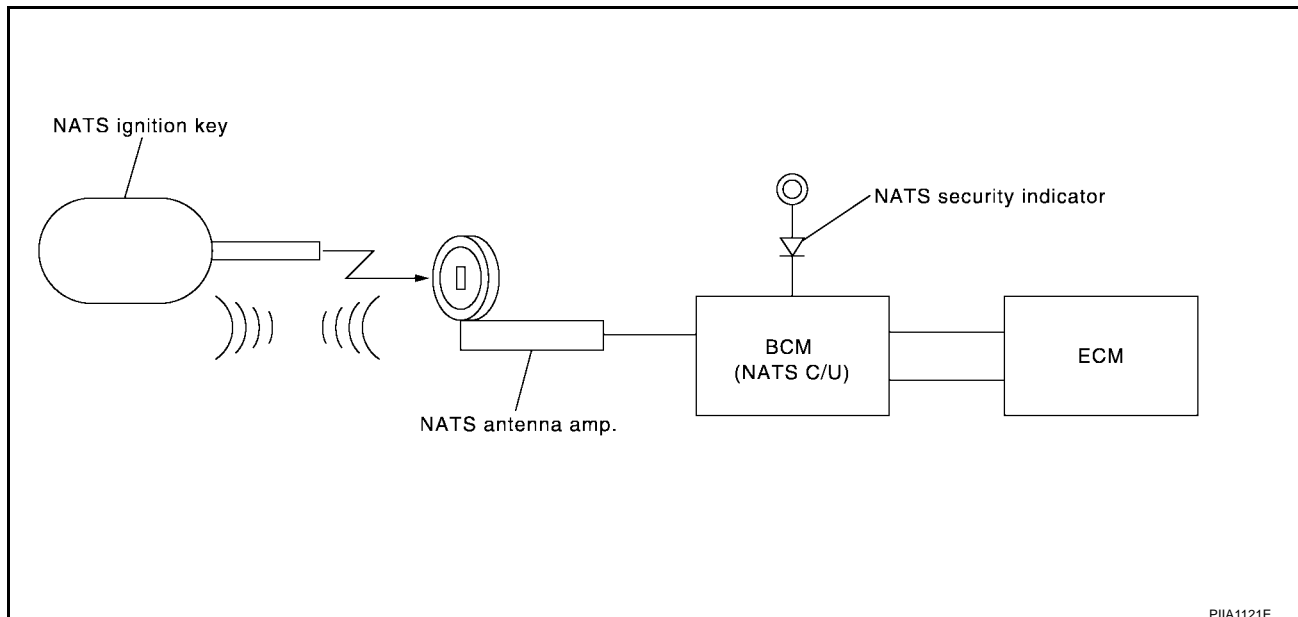 NATS ignition key
NATS security indicator
BCM
(NATS C/U)
ECM
NATS antenna amp.
PIIA1121E